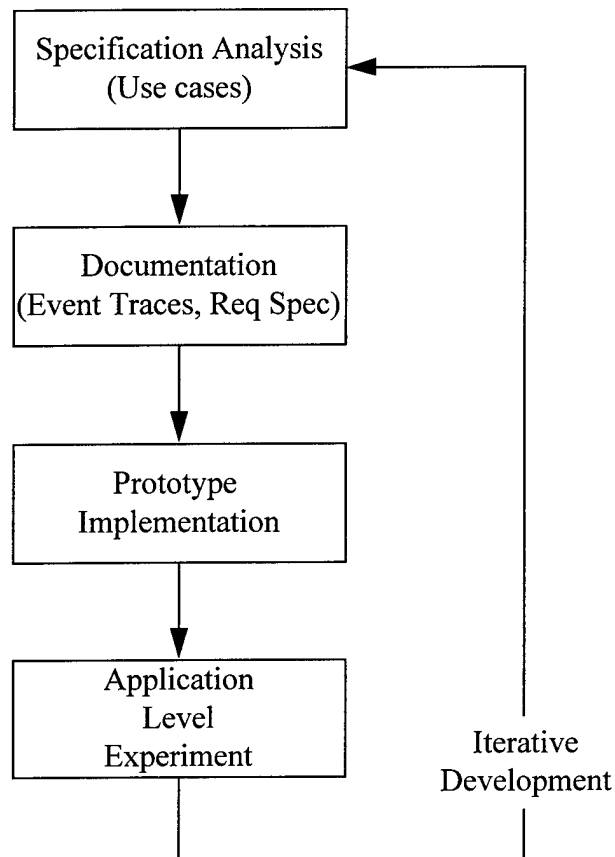 Specification Analysis
(Use cases)
Documentation
(Event Traces, Req Spec)
Prototype
Implementation
Application
Level
Experiment
Iterative
Development